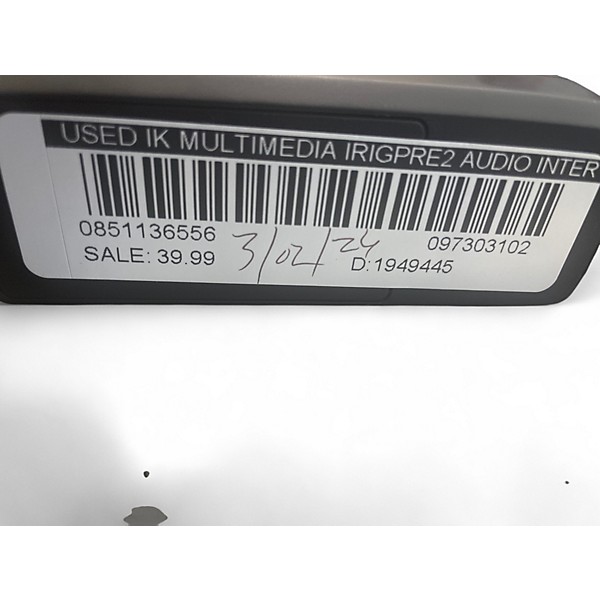 USED IK MULTIMEDIA IRIGPRE2 AUDIO INTER
0851136556 3/02/24 097303102
SALE: 39.99 D:1949445